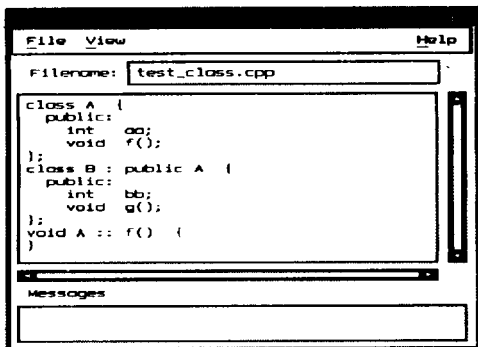 File View Help
Filename: test_class.cpp
class A {
public:
int aa;
void f();
};
class B : public A {
public:
int bb;
void g();
};
void A :: f() {
}
Messages